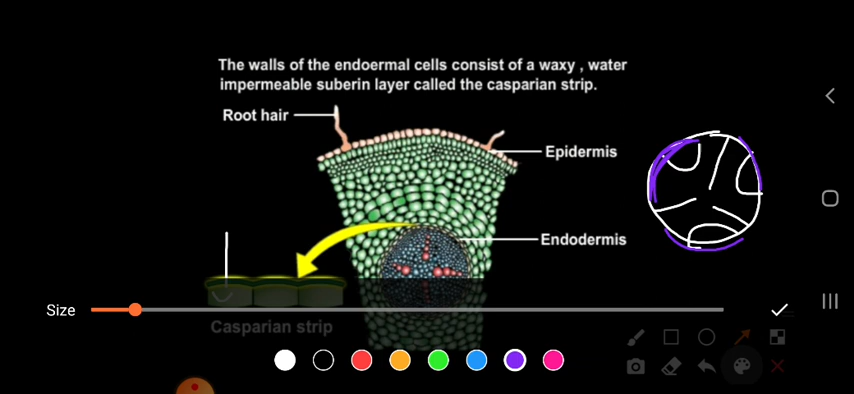 The walls of the endoermal cells consist of a waxy , water
impermeable suberin layer called the casparian strip.
Root hair
Epidermis
Endodermis
Size
Casparian strip